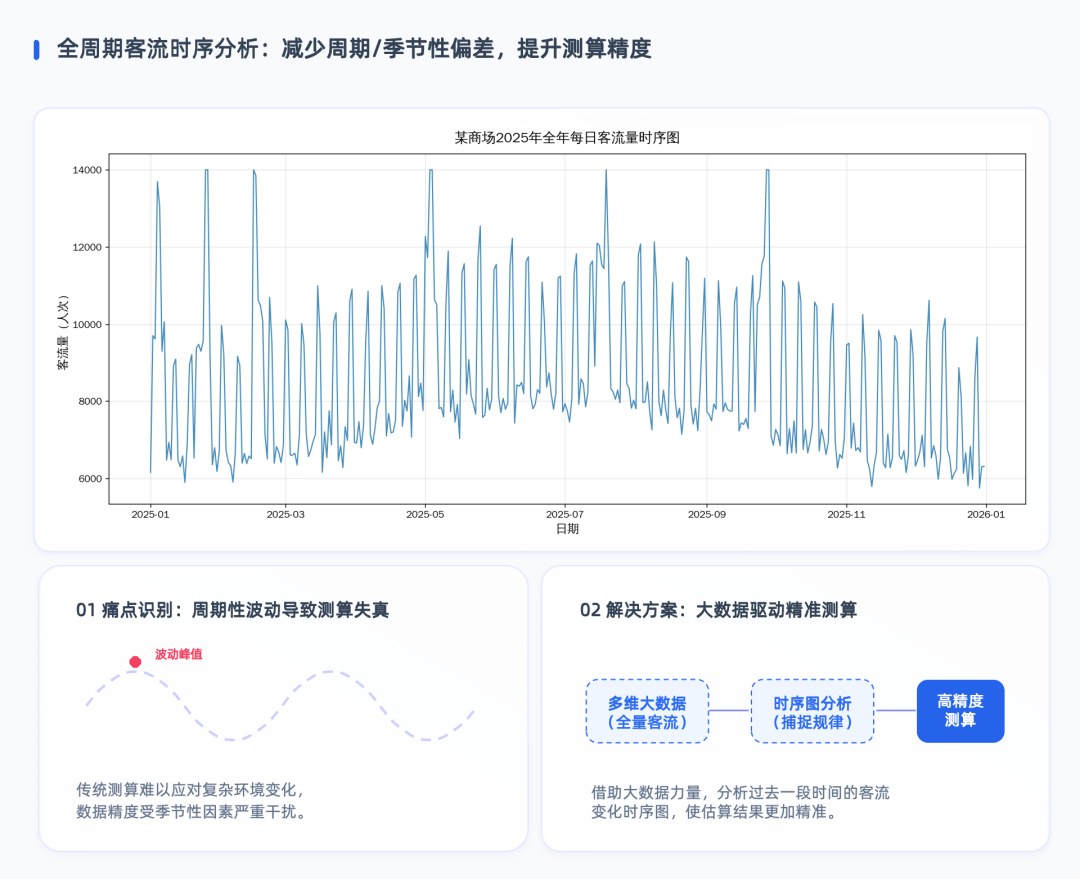 全周期客流时序分析：减少周期/季节性偏差，提升测算精度
某商场2025年全年每日客流量时序图
客流量（人次）
14000
12000
10000
8000
6000
2025-01
2025-03
2025-05
2025-07
2025-09
2025-11
2026-01
日期
01 痛点识别：周期性波动导致测算失真
波动峰值
传统测算难以应对复杂环境变化，
数据精度受季节性因素严重干扰。
02 解决方案：大数据驱动精准测算
多维大数据
（全量客流）
时序图分析
（捕捉规律）
高精度
测算
借助大数据力量，分析过去一段时间的客流
变化时序图，使估算结果更加精准。